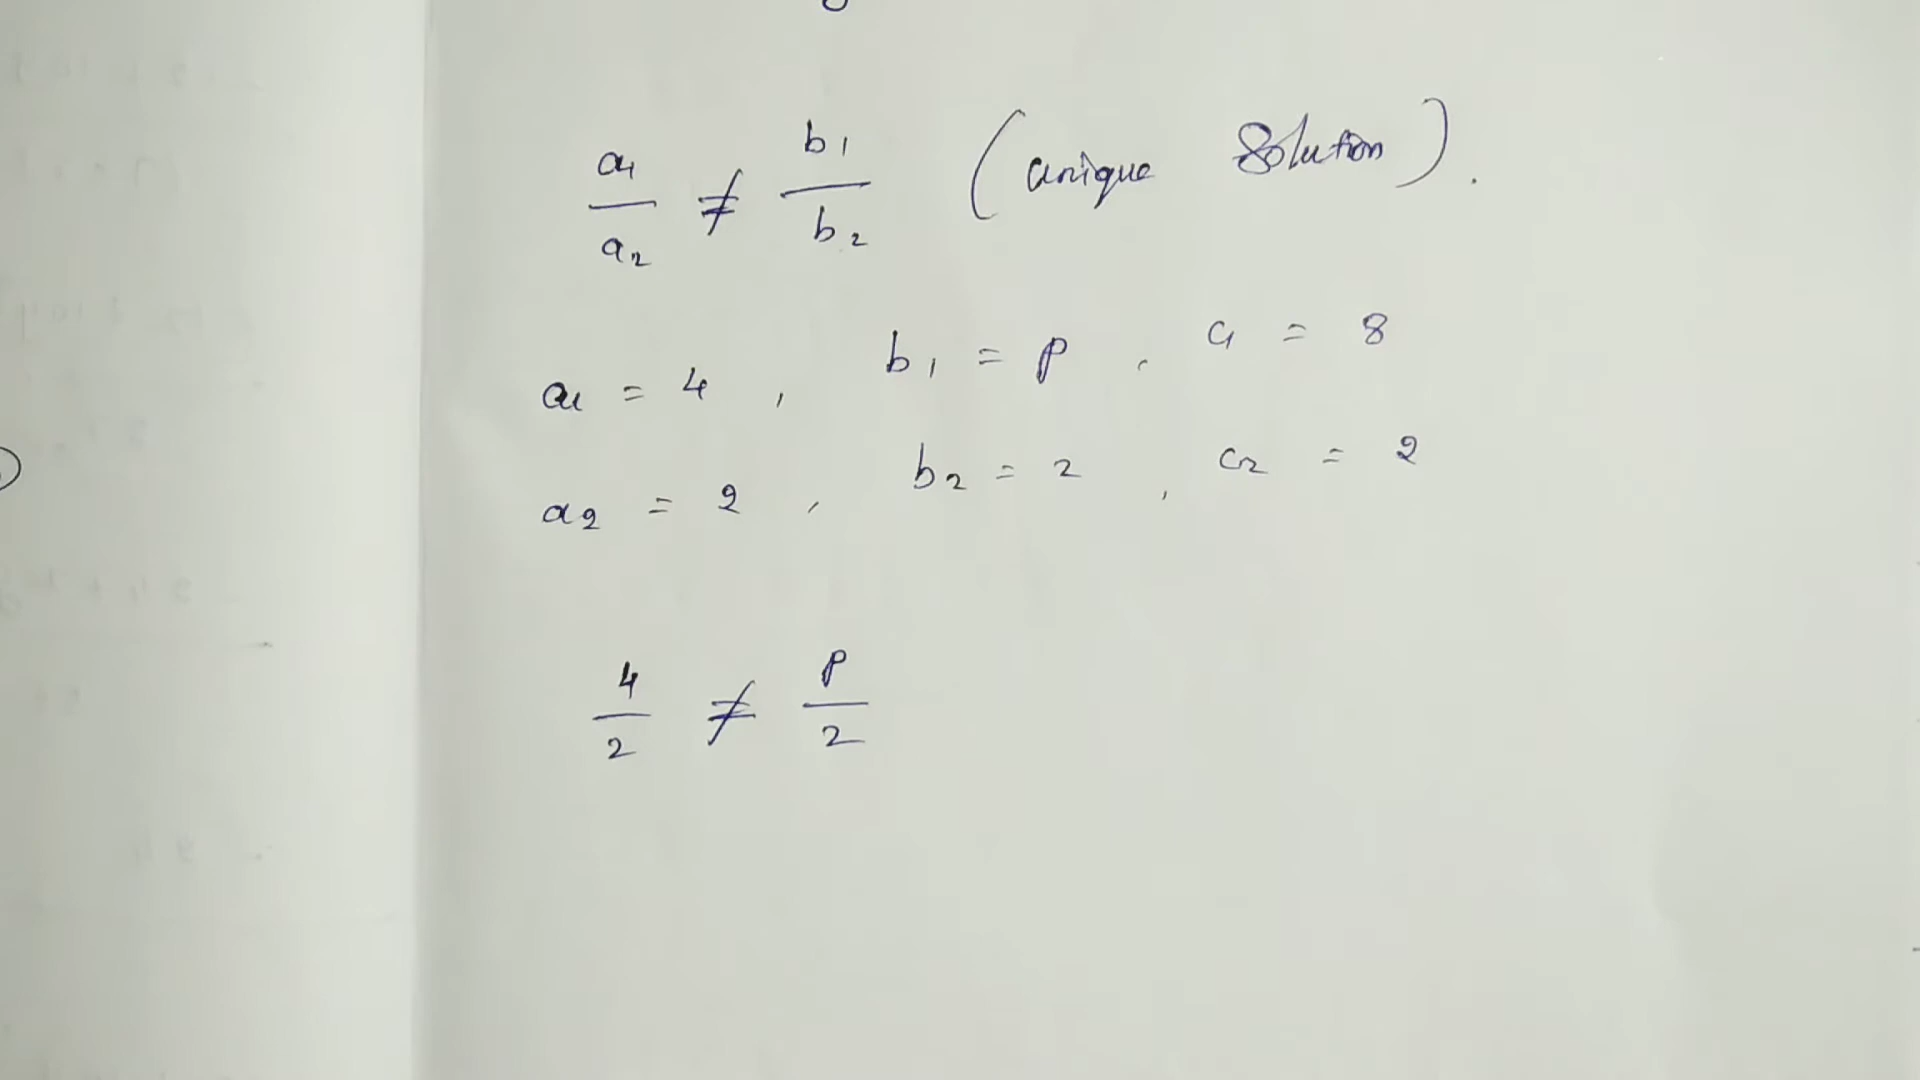 a₁/a₂ ≠ b₁/b₂ (unique Solution).
a₁ = 4, b₁ = p, c₁ = 8
a₂ = 2, b₂ = 2, c₂ = 2
4/2 ≠ p/2